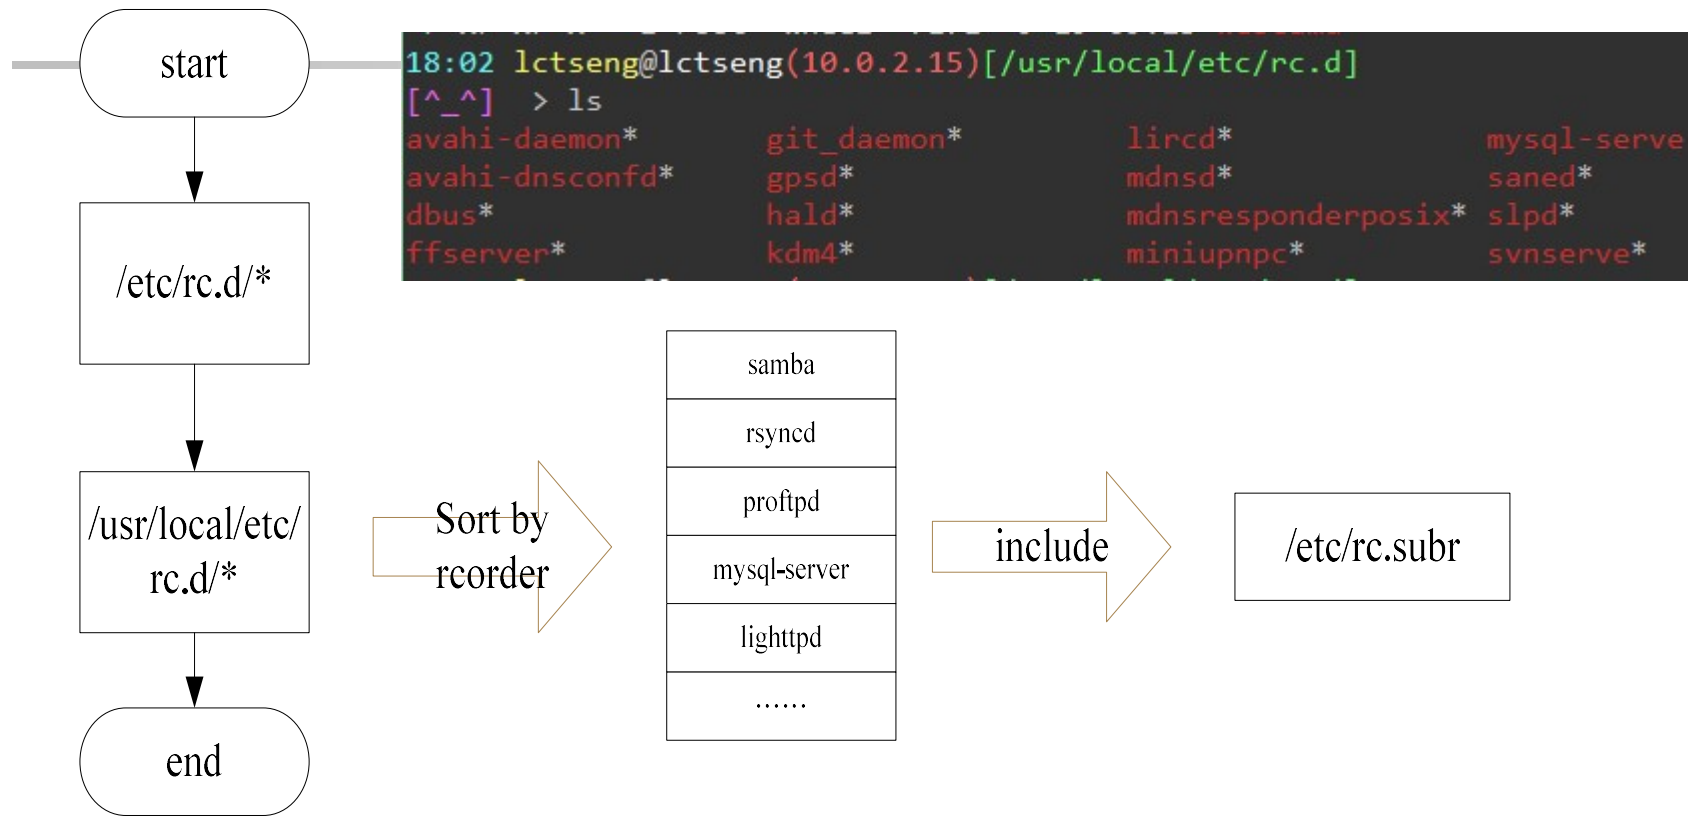 start
18:02 lctseng@lctseng(10.0.2.15)[/usr/local/etc/rc.d]
[^_^] > ls
avahi-daemon* git_daemon* lircd* mysql-serve
avahi-dnsconfd* gpsd* mdnsd* saned*
dbus* hald* mdnsresponderposix* slpd*
ffserver* kdm4* miniupnpc* svnserve*
/etc/rc.d/*
/usr/local/etc/
rc.d/*
end
Sort by
rcorder
samba
rsyncd
proftpd
mysql-server
lighttpd
......
include
/etc/rc.subr